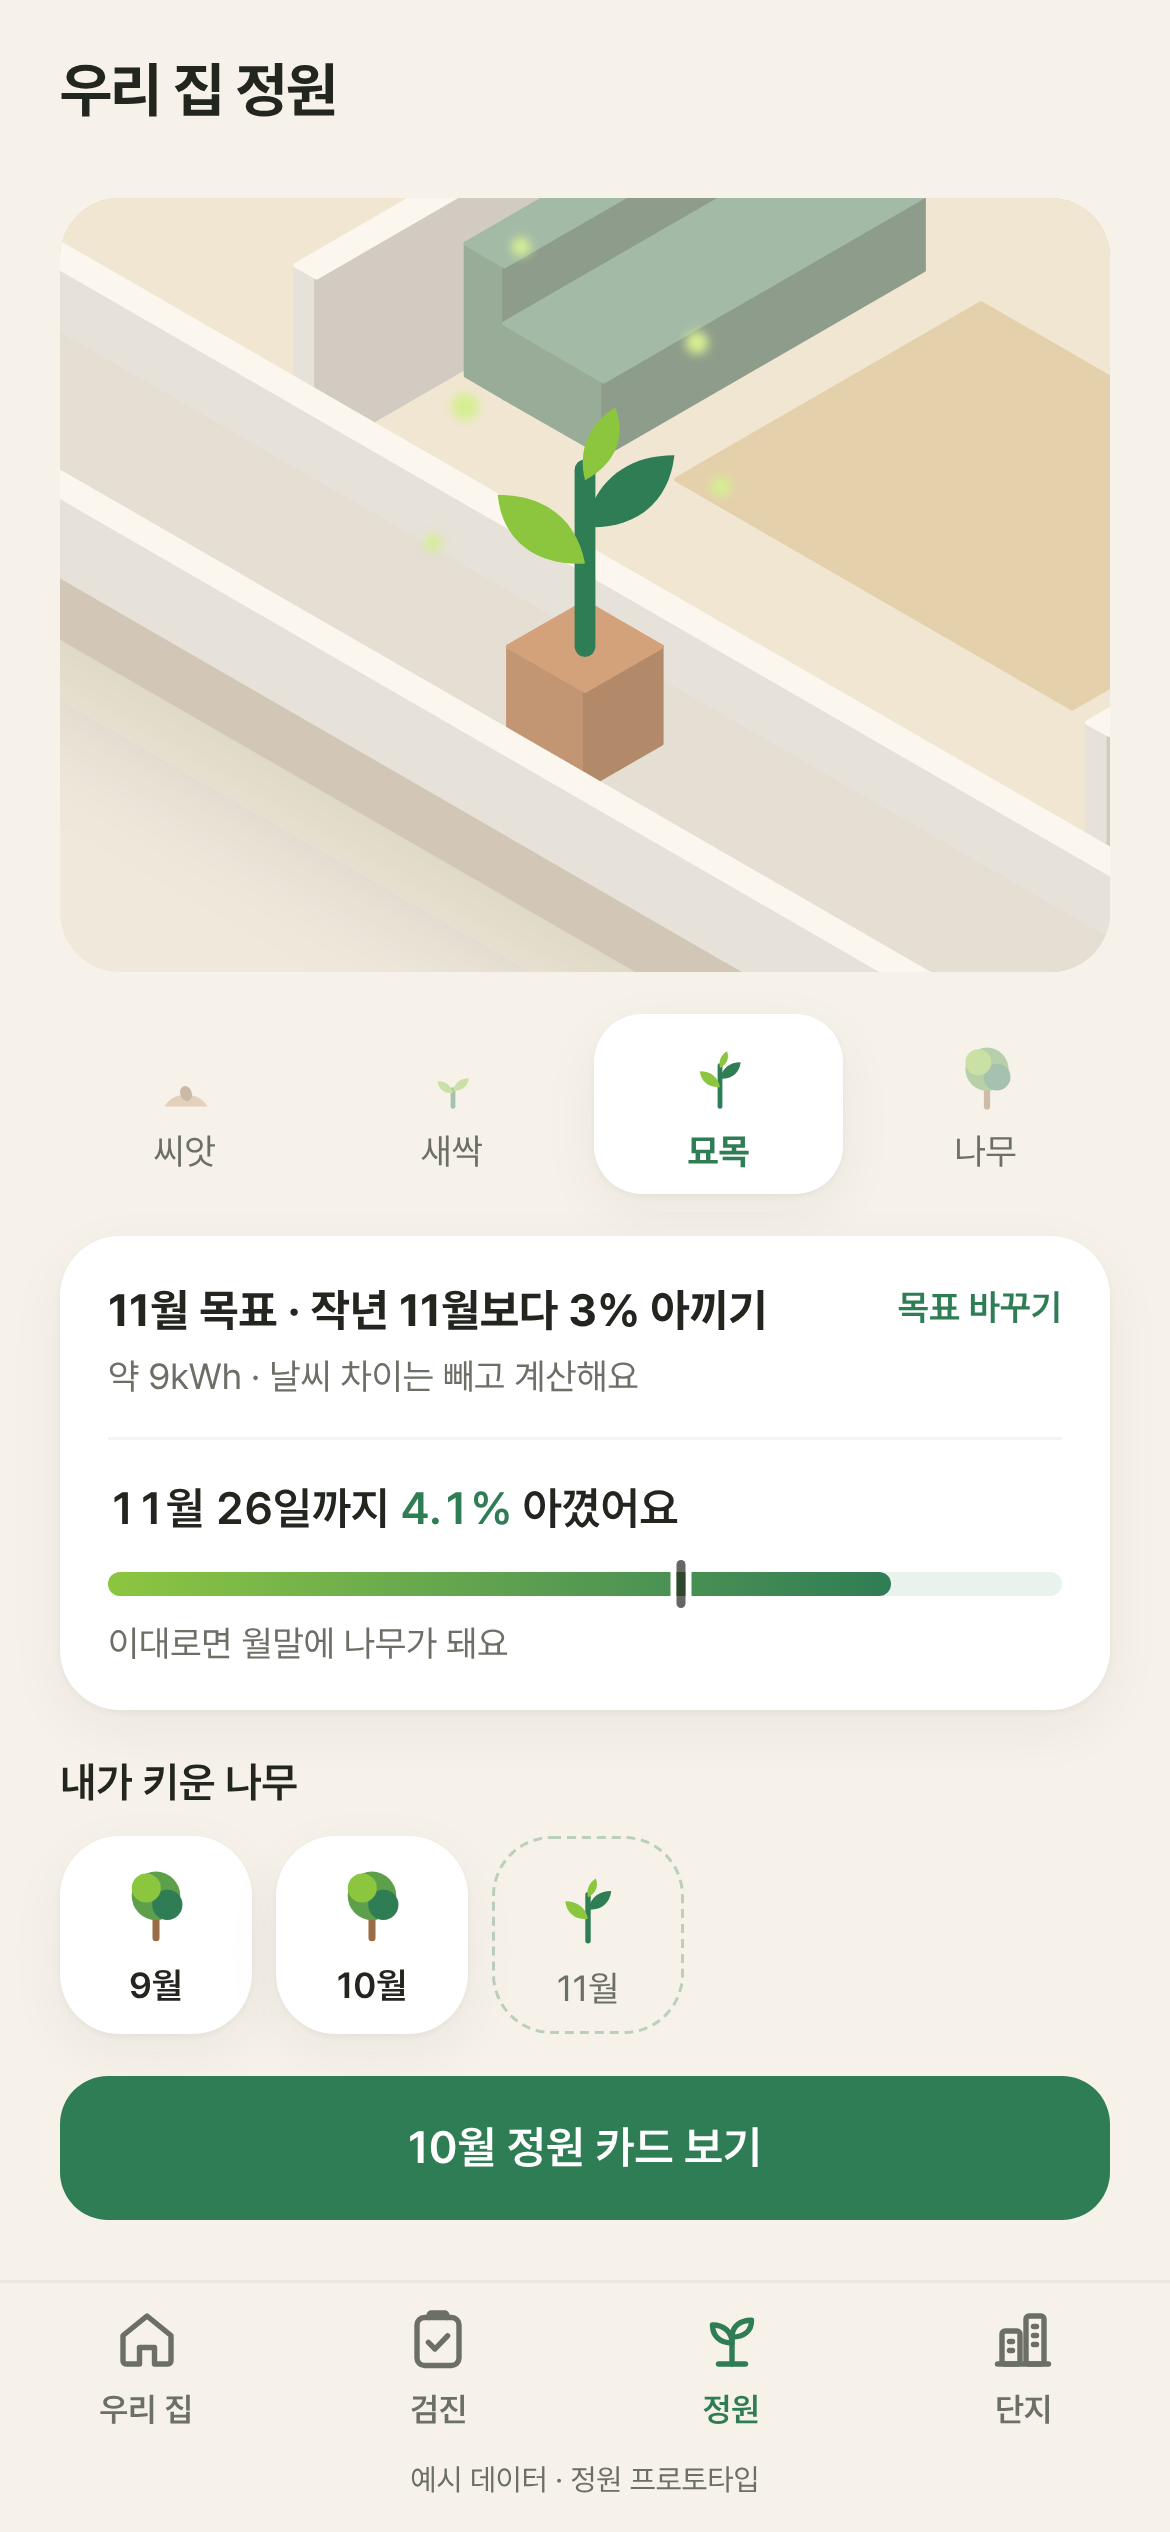 우리 집 정원
씨앗
새싹
묘목
나무
11월 목표 · 작년 11월보다 3% 아끼기
목표 바꾸기
약 9kWh · 날씨 차이는 빼고 계산해요
11월 26일까지 4.1% 아꼈어요
이대로면 월말에 나무가 돼요
내가 키운 나무
9월
10월
11월
10월 정원 카드 보기
우리 집
검진
정원
단지
예시 데이터 · 정원 프로토타입